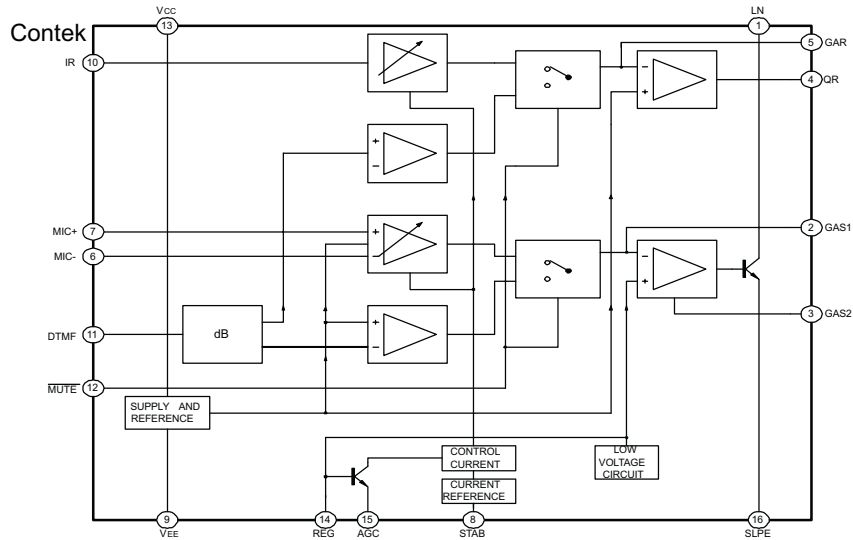 VCC
LN
13
1
Contek
5 GAR
IR 10
4 QR
+
−
−
+
MIC+ 7
+
2 GAS1
MIC- 6
−
−
+
3 GAS2
DTMF 11
dB
+
−
MUTE 12
SUPPLY AND
REFERENCE
CONTROL
CURRENT
LOW
VOLTAGE
CIRCUIT
CURRENT
REFERENCE
9
14
15
8
16
VEE
REG
AGC
STAB
SLPE